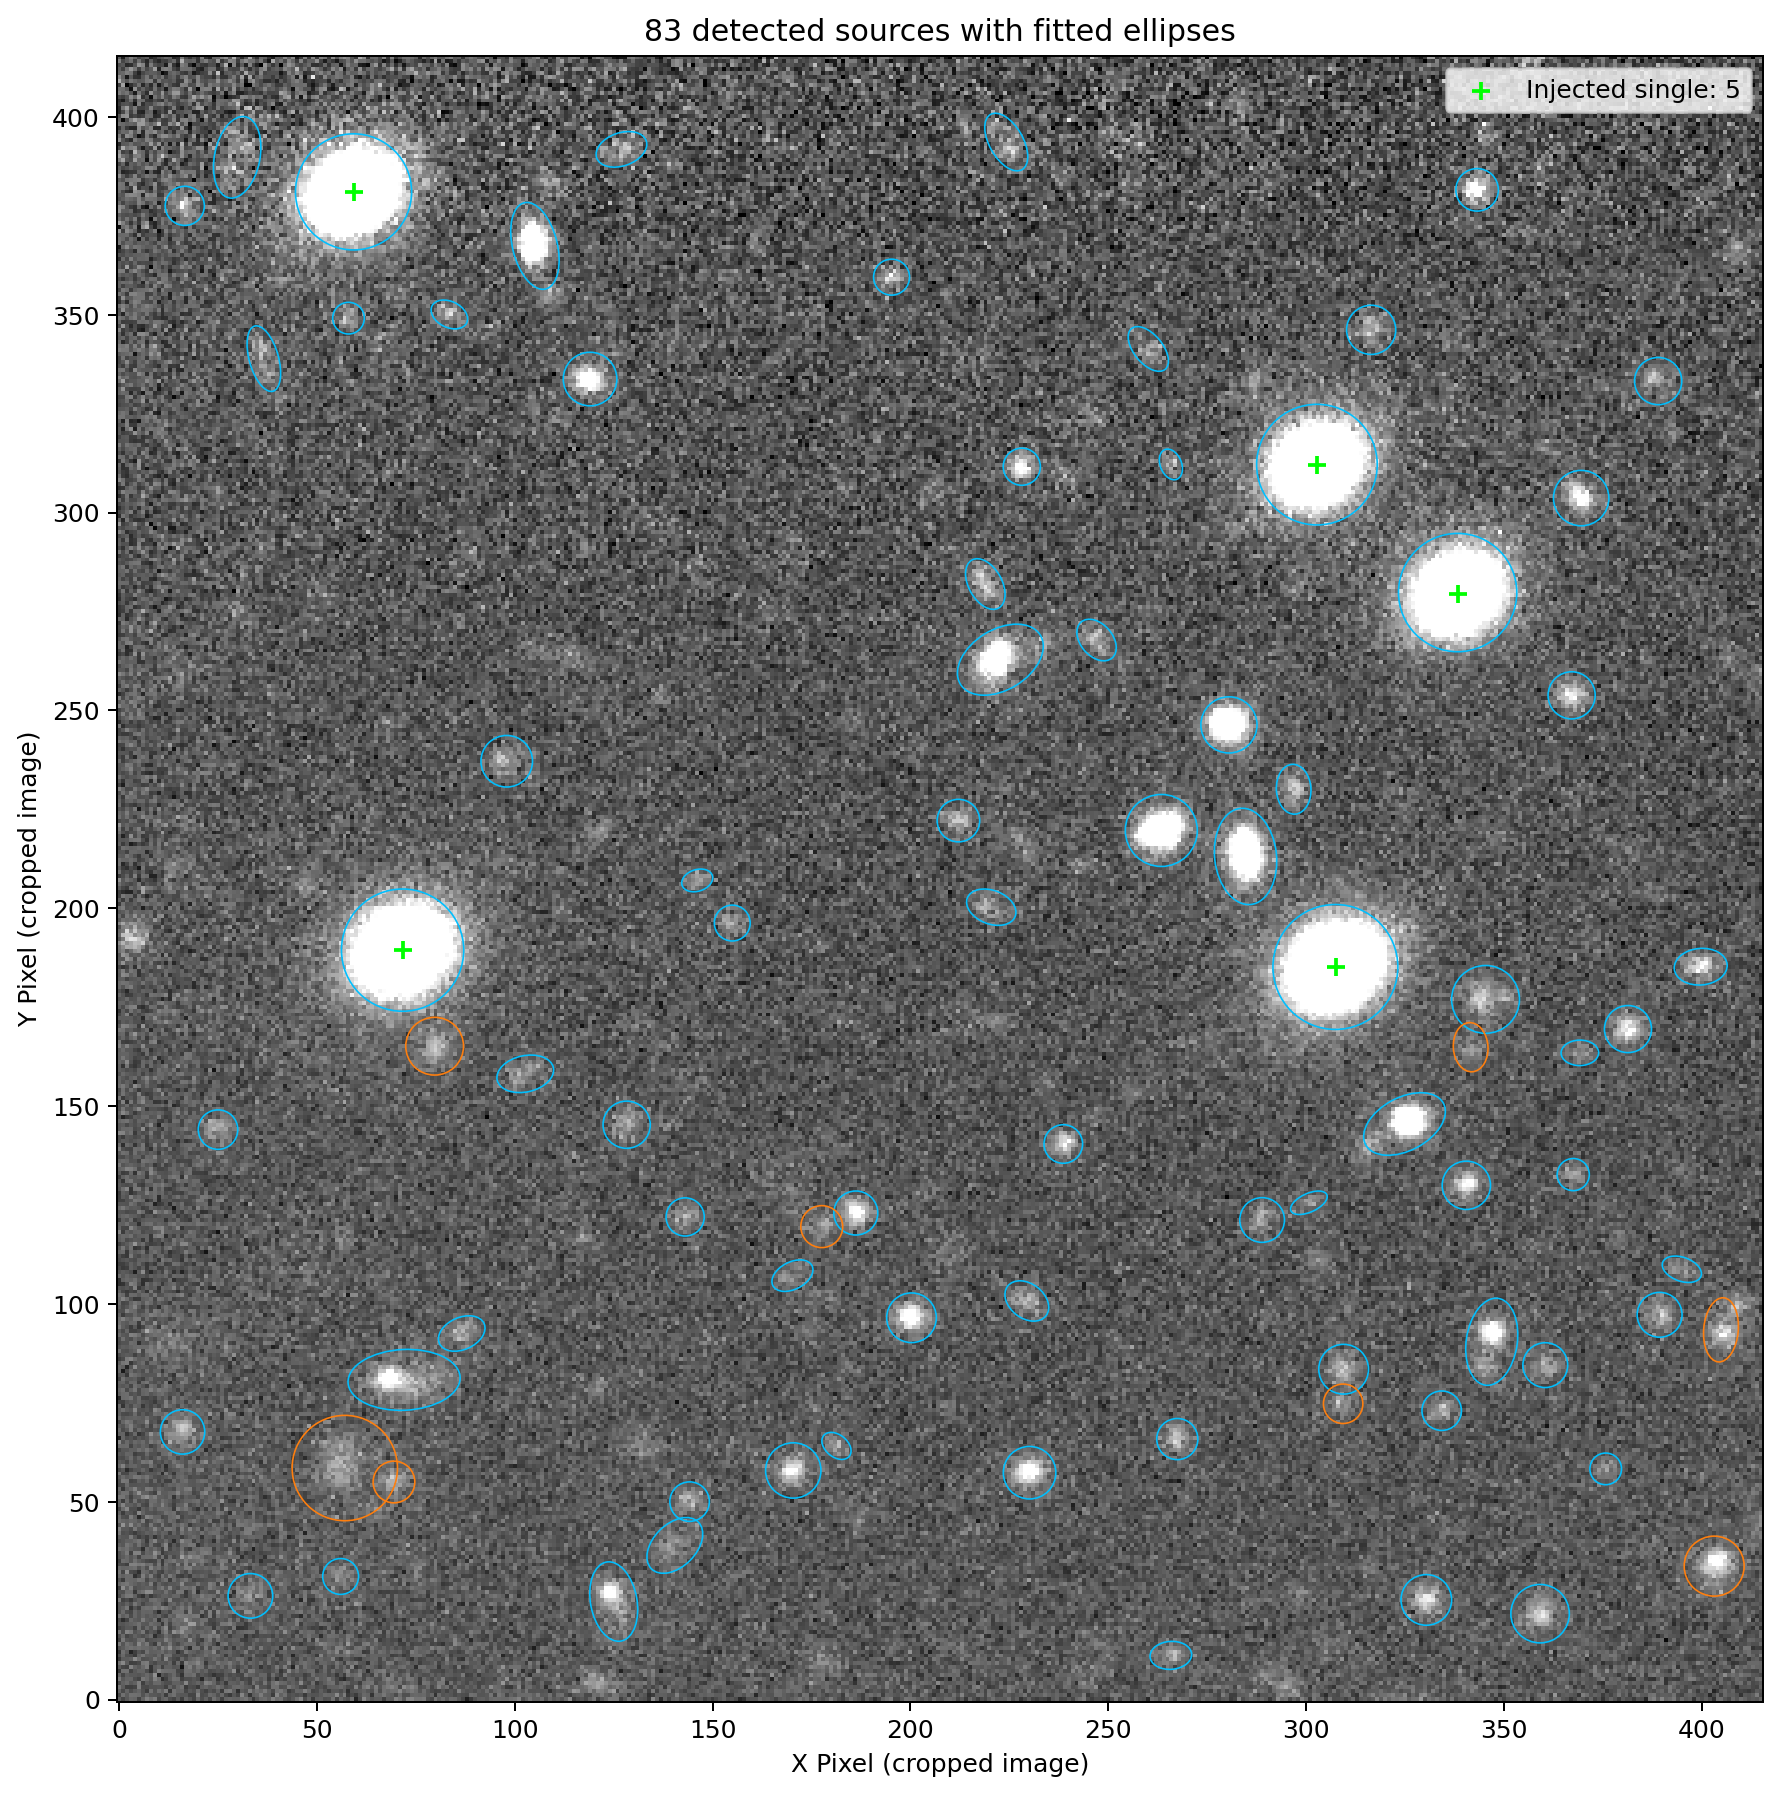 83 detected sources with fitted ellipses
Injected single: 5
400
350
300
250
200
150
100
50
0
Y Pixel (cropped image)
0 50 100 150 200 250 300 350 400
X Pixel (cropped image)